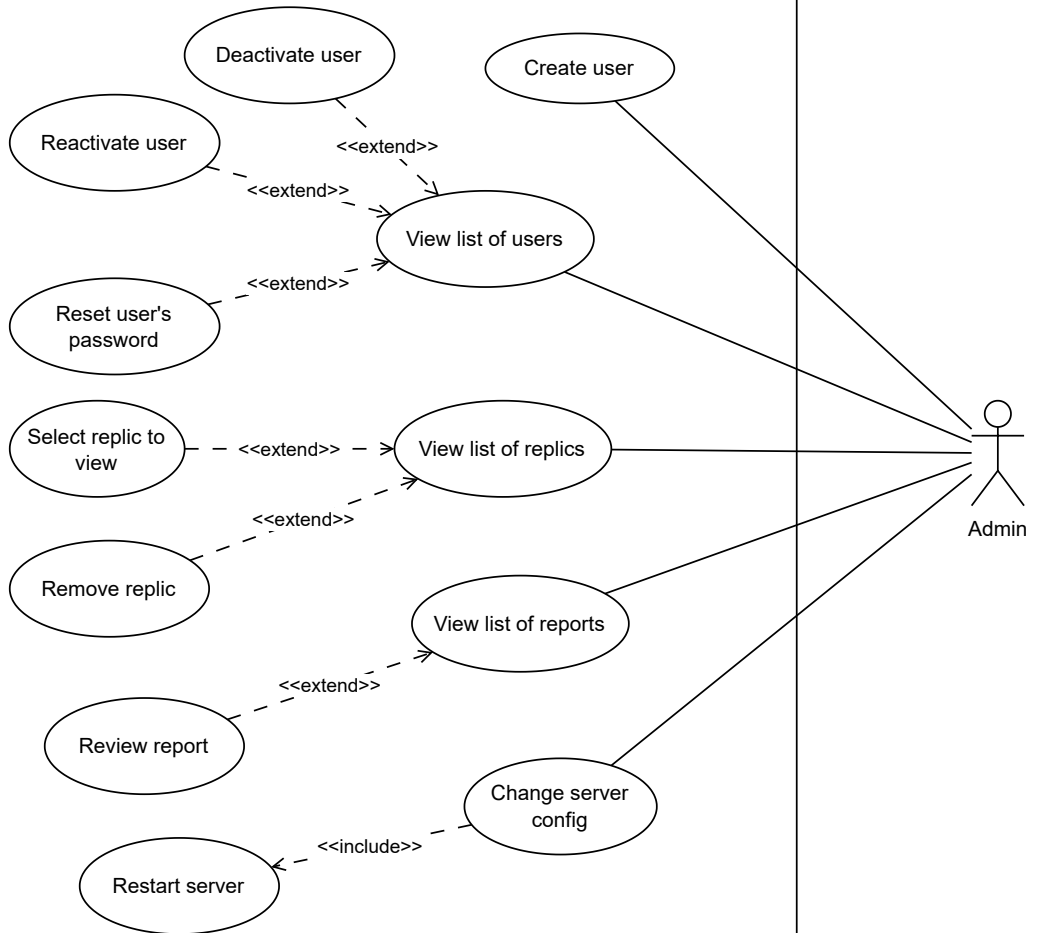 Deactivate user
Create user
Reactivate user
<<extend>>
<<extend>>
View list of users
<<extend>>
Reset user's
password
Select replic to
view
<<extend>>
View list of replics
<<extend>>
Admin
Remove replic
View list of reports
<<extend>>
Review report
Change server
config
<<include>>
Restart server